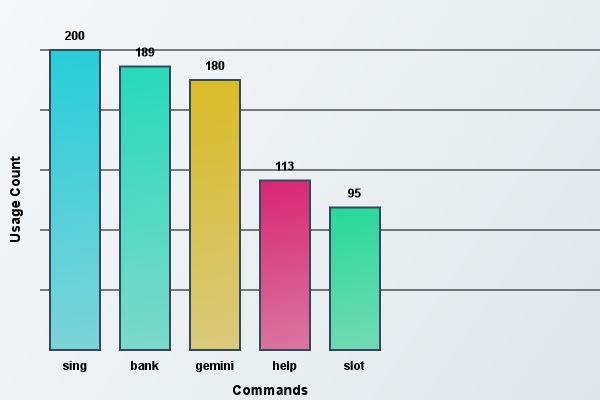 200
189
180
113
95
Usage Count
sing
bank
gemini
help
slot
Commands